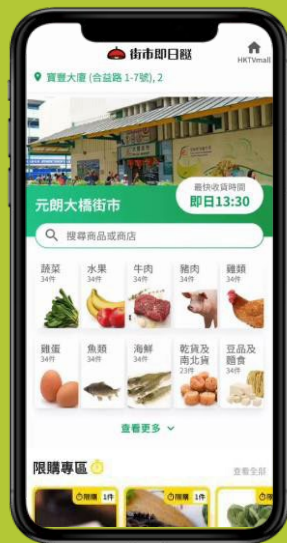 街市即日餸
HKTVmall
寶豐大廈 (合益路 1-7號), 2
元朗大橋街市
最快收貨時間
即日13:30
搜尋商品或商店
蔬菜 水果 牛肉 豬肉 雞類
34件 34件 34件 34件 34件
雞蛋 魚類 海鮮 乾貨及南北貨 豆品及麵食
34件 34件 34件 23件 34件
查看更多
限購專區
查看全部
限購 1件
限購 1件